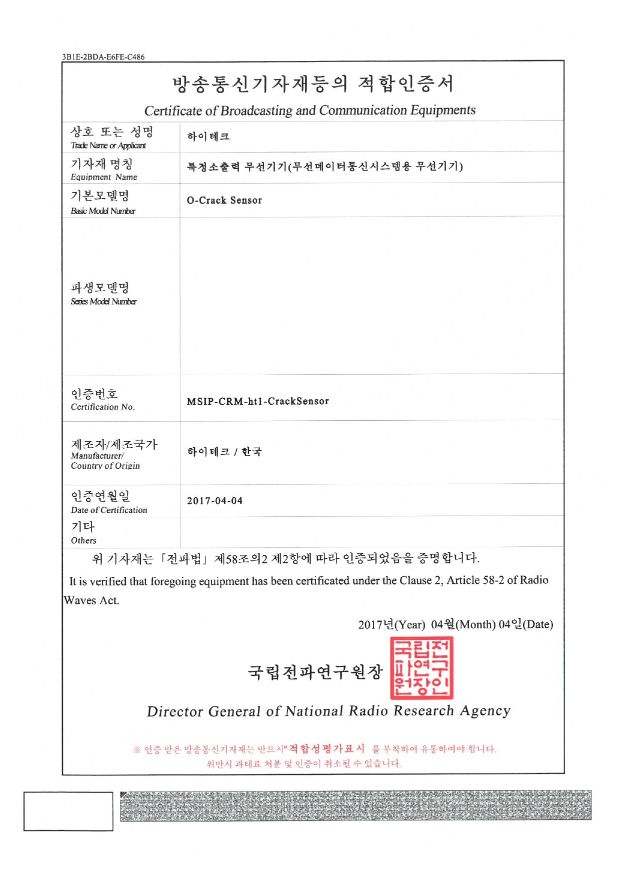 3B1E-2BDA-E6FE-C486
방송통신기자재등의 적합인증서
Certificate of Broadcasting and Communication Equipments
상호 또는 성명
Trade Name or Applicant
하이테크
기자재 명칭
Equipment Name
특정소출력 무선기기(무선데이터통신시스템용 무선기기)
기본모델명
Basic Model Number
O-Crack Sensor
파생모델명
Series Model Number
인증번호
Certification No.
MSIP-CRM-ht1-CrackSensor
제조자/제조국가
Manufacturer/
Country of Origin
하이테크 / 한국
인증연월일
Date of Certification
2017-04-04
기타
Others
위 기자재는「전파법」제58조의2 제2항에 따라 인증되었음을 증명합니다.
It is verified that foregoing equipment has been certificated under the Clause 2, Article 58-2 of Radio
Waves Act.
2017년(Year) 04월(Month) 04일(Date)
국립전파연구원장
국립전
파연구
원장인
Director General of National Radio Research Agency
※ 인증 받은 방송통신기자재는 반드시"적합성평가표시 를 부착하여 유통하여야 합니다.
위반시 과태료 처분 및 인증이 취소될 수 있습니다.